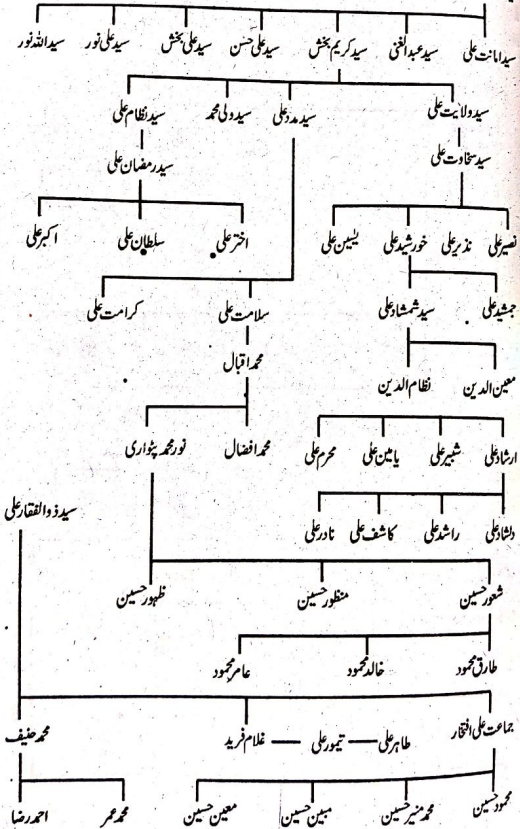 سید امانت علی سید عبدالغنی سید کریم بخش سید علی حسن سید علی بخش سید علی نور سید اللہ نور
سید ولایت علی سید مدد علی سید ولی محمد سید نظام علی
سید سخاوت علی سید رمضان علی
نصیر علی نذیر علی خورشید علی یٰسین علی اختر علی سلطان علی اکبر علی
جمشید علی سید شمشاد علی سلامت علی کرامت علی
محمد اقبال
معین الدین نظام الدین
ارشاد علی شبیر علی یامین علی محرم علی محمد افضال نور محمد پٹواری
سید ذوالفقار علی
دلشاد علی راشد علی کاشف علی نادر علی
شعور حسین منظور حسین ظہور حسین
طارق محمود خالد محمود عامر محمود
جماعت علی افتخار طاہر علی تیمور علی غلام فرید محمد حنیف
محمود حسین محمد منیر حسین مبین حسین معین حسین محمد عمر احمد رضا